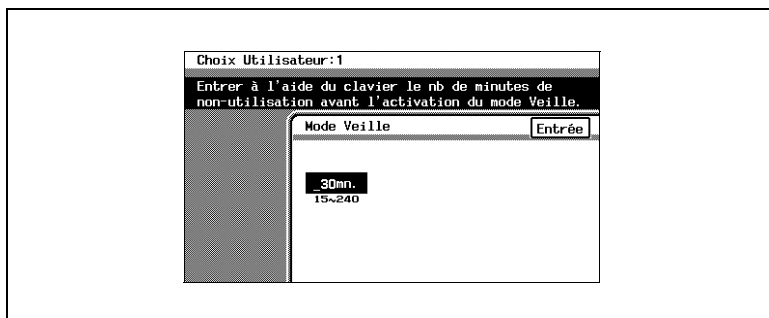 Choix Utilisateur:1
Entrer à l'aide du clavier le nb de minutes de
non-utilisation avant l'activation du mode Veille.
Mode Veille
Entrée
_30mn.
15~240